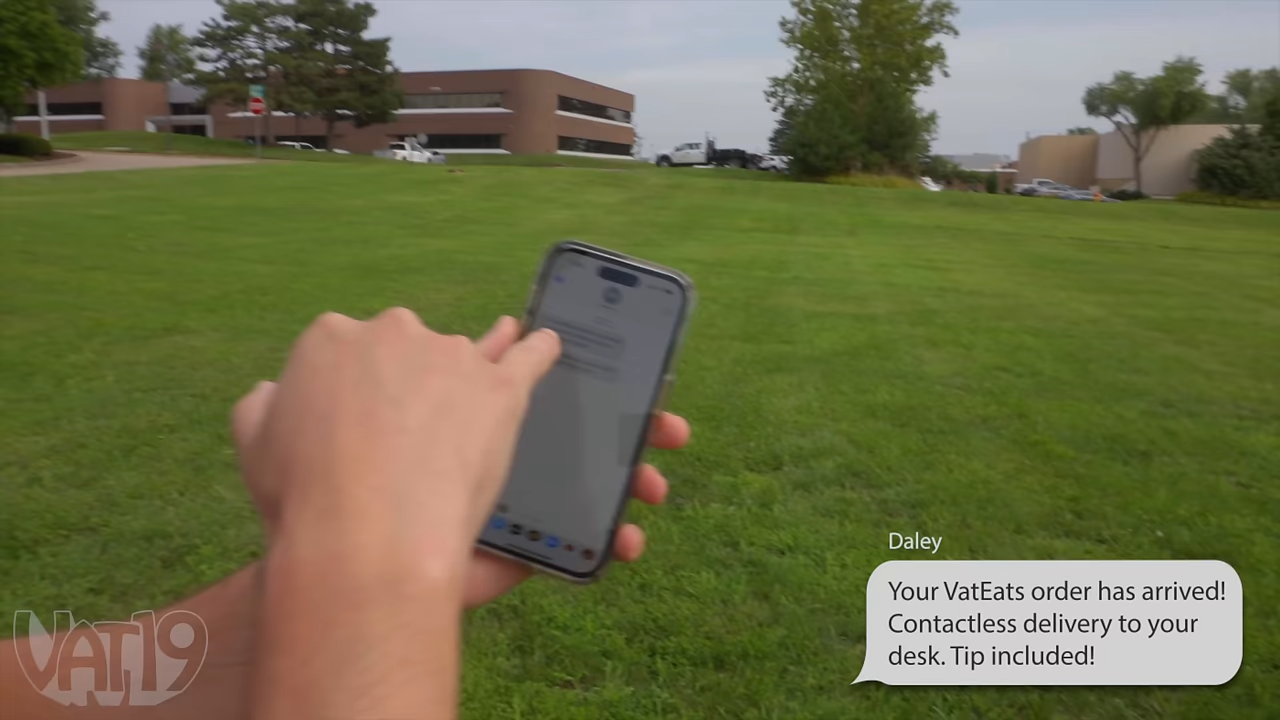 Daley
Your VatEats order has arrived!
Contactless delivery to your
desk. Tip included!
VAT19